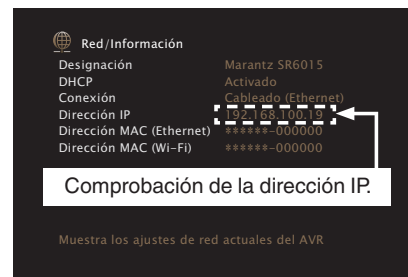 Red/Información
Designación Marantz SR6015
DHCP Activado
Conexión Cableado (Ethernet)
Dirección IP 192.168.100.19
Dirección MAC (Ethernet) ******-000000
Dirección MAC (Wi-Fi) ******-000000
Comprobación de la dirección IP.
Muestra los ajustes de red actuales del AVR